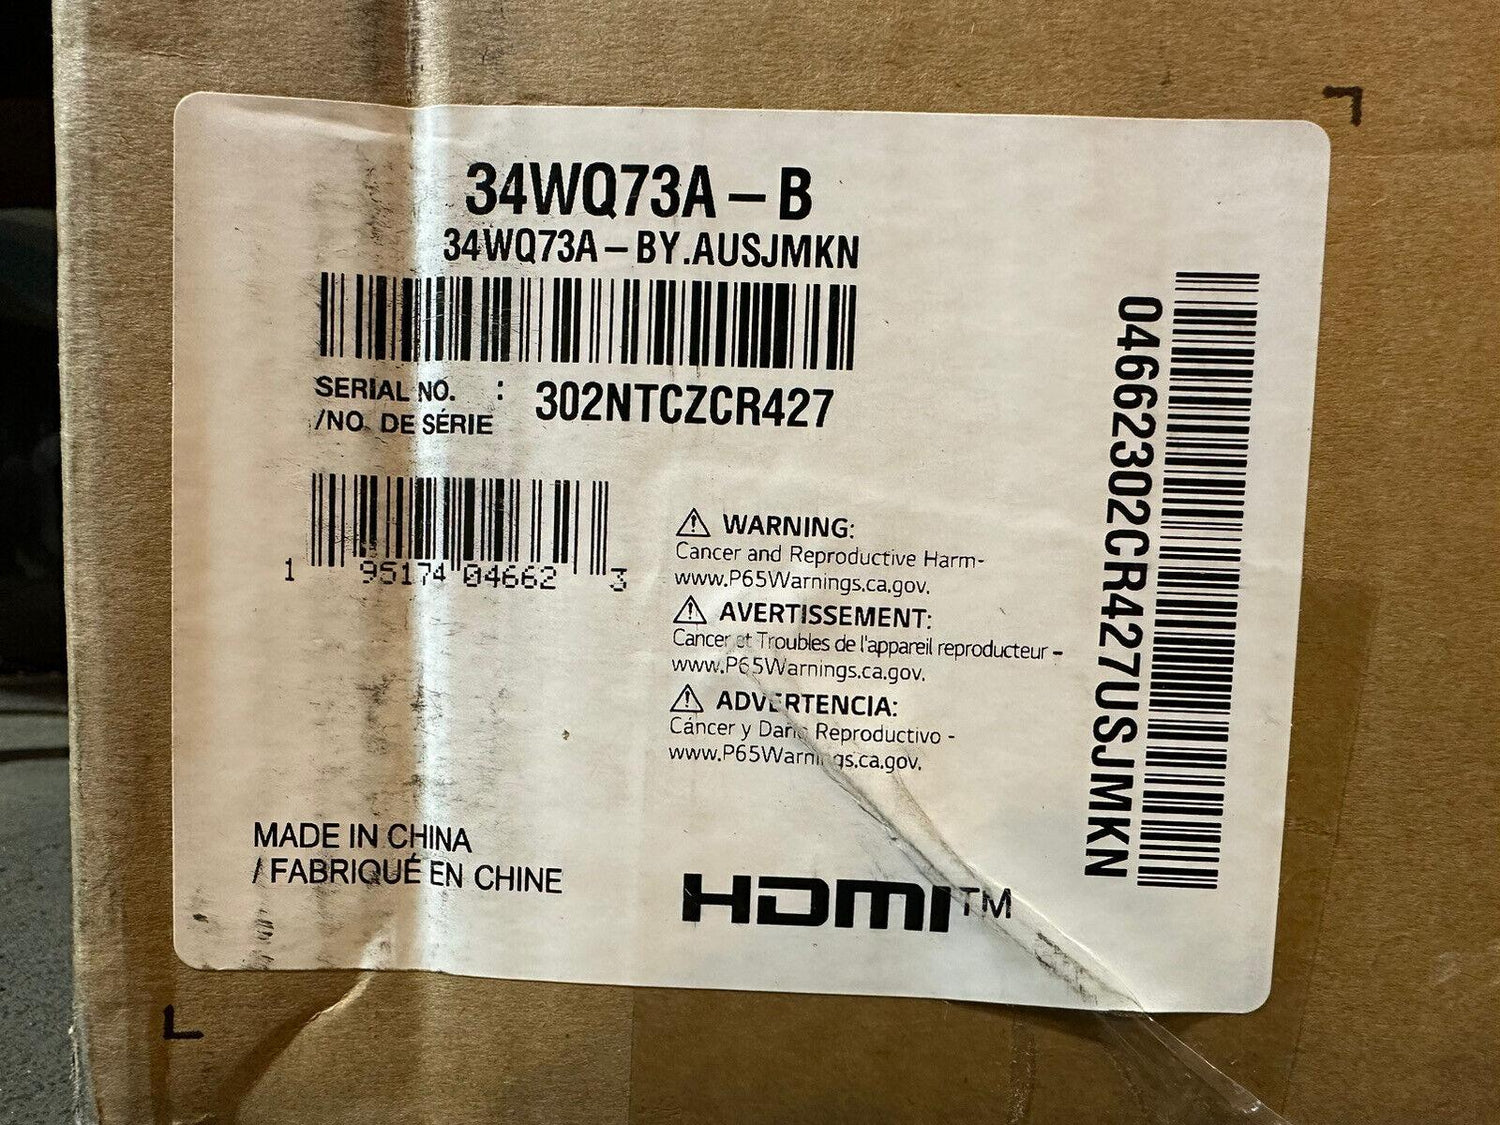 34WQ73A-B
34WQ73A-BY.AUSJMKN
SERIAL NO. : 302NTCZCR427
/NO. DE SÉRIE
1 95174 04662 3
⚠ WARNING:
Cancer and Reproductive Harm-
www.P65Warnings.ca.gov.
⚠ AVERTISSEMENT:
Cancer et Troubles de l'appareil reproducteur –
www.P65Warnings.ca.gov.
⚠ ADVERTENCIA:
Cáncer y Daño Reproductivo -
www.P65Warnings.ca.gov.
MADE IN CHINA
/ FABRIQUÉ EN CHINE
HDMI™
04662302CR427USJMKN